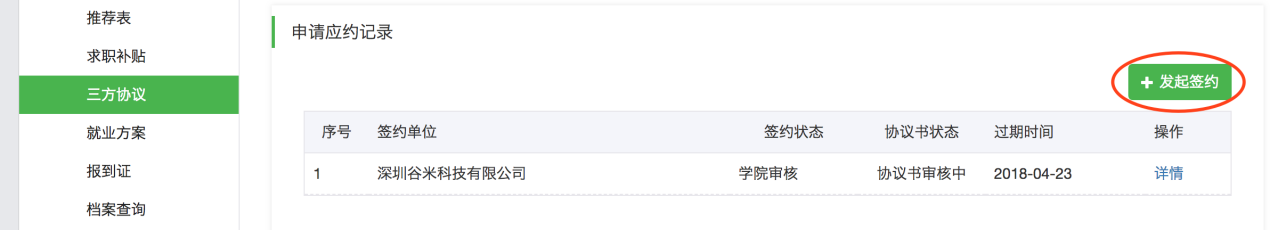 推荐表
求职补贴
三方协议
就业方案
报到证
档案查询
申请应约记录
+ 发起签约
序号 签约单位 签约状态 协议书状态 过期时间 操作
1 深圳谷米科技有限公司 学院审核 协议书审核中 2018-04-23 详情